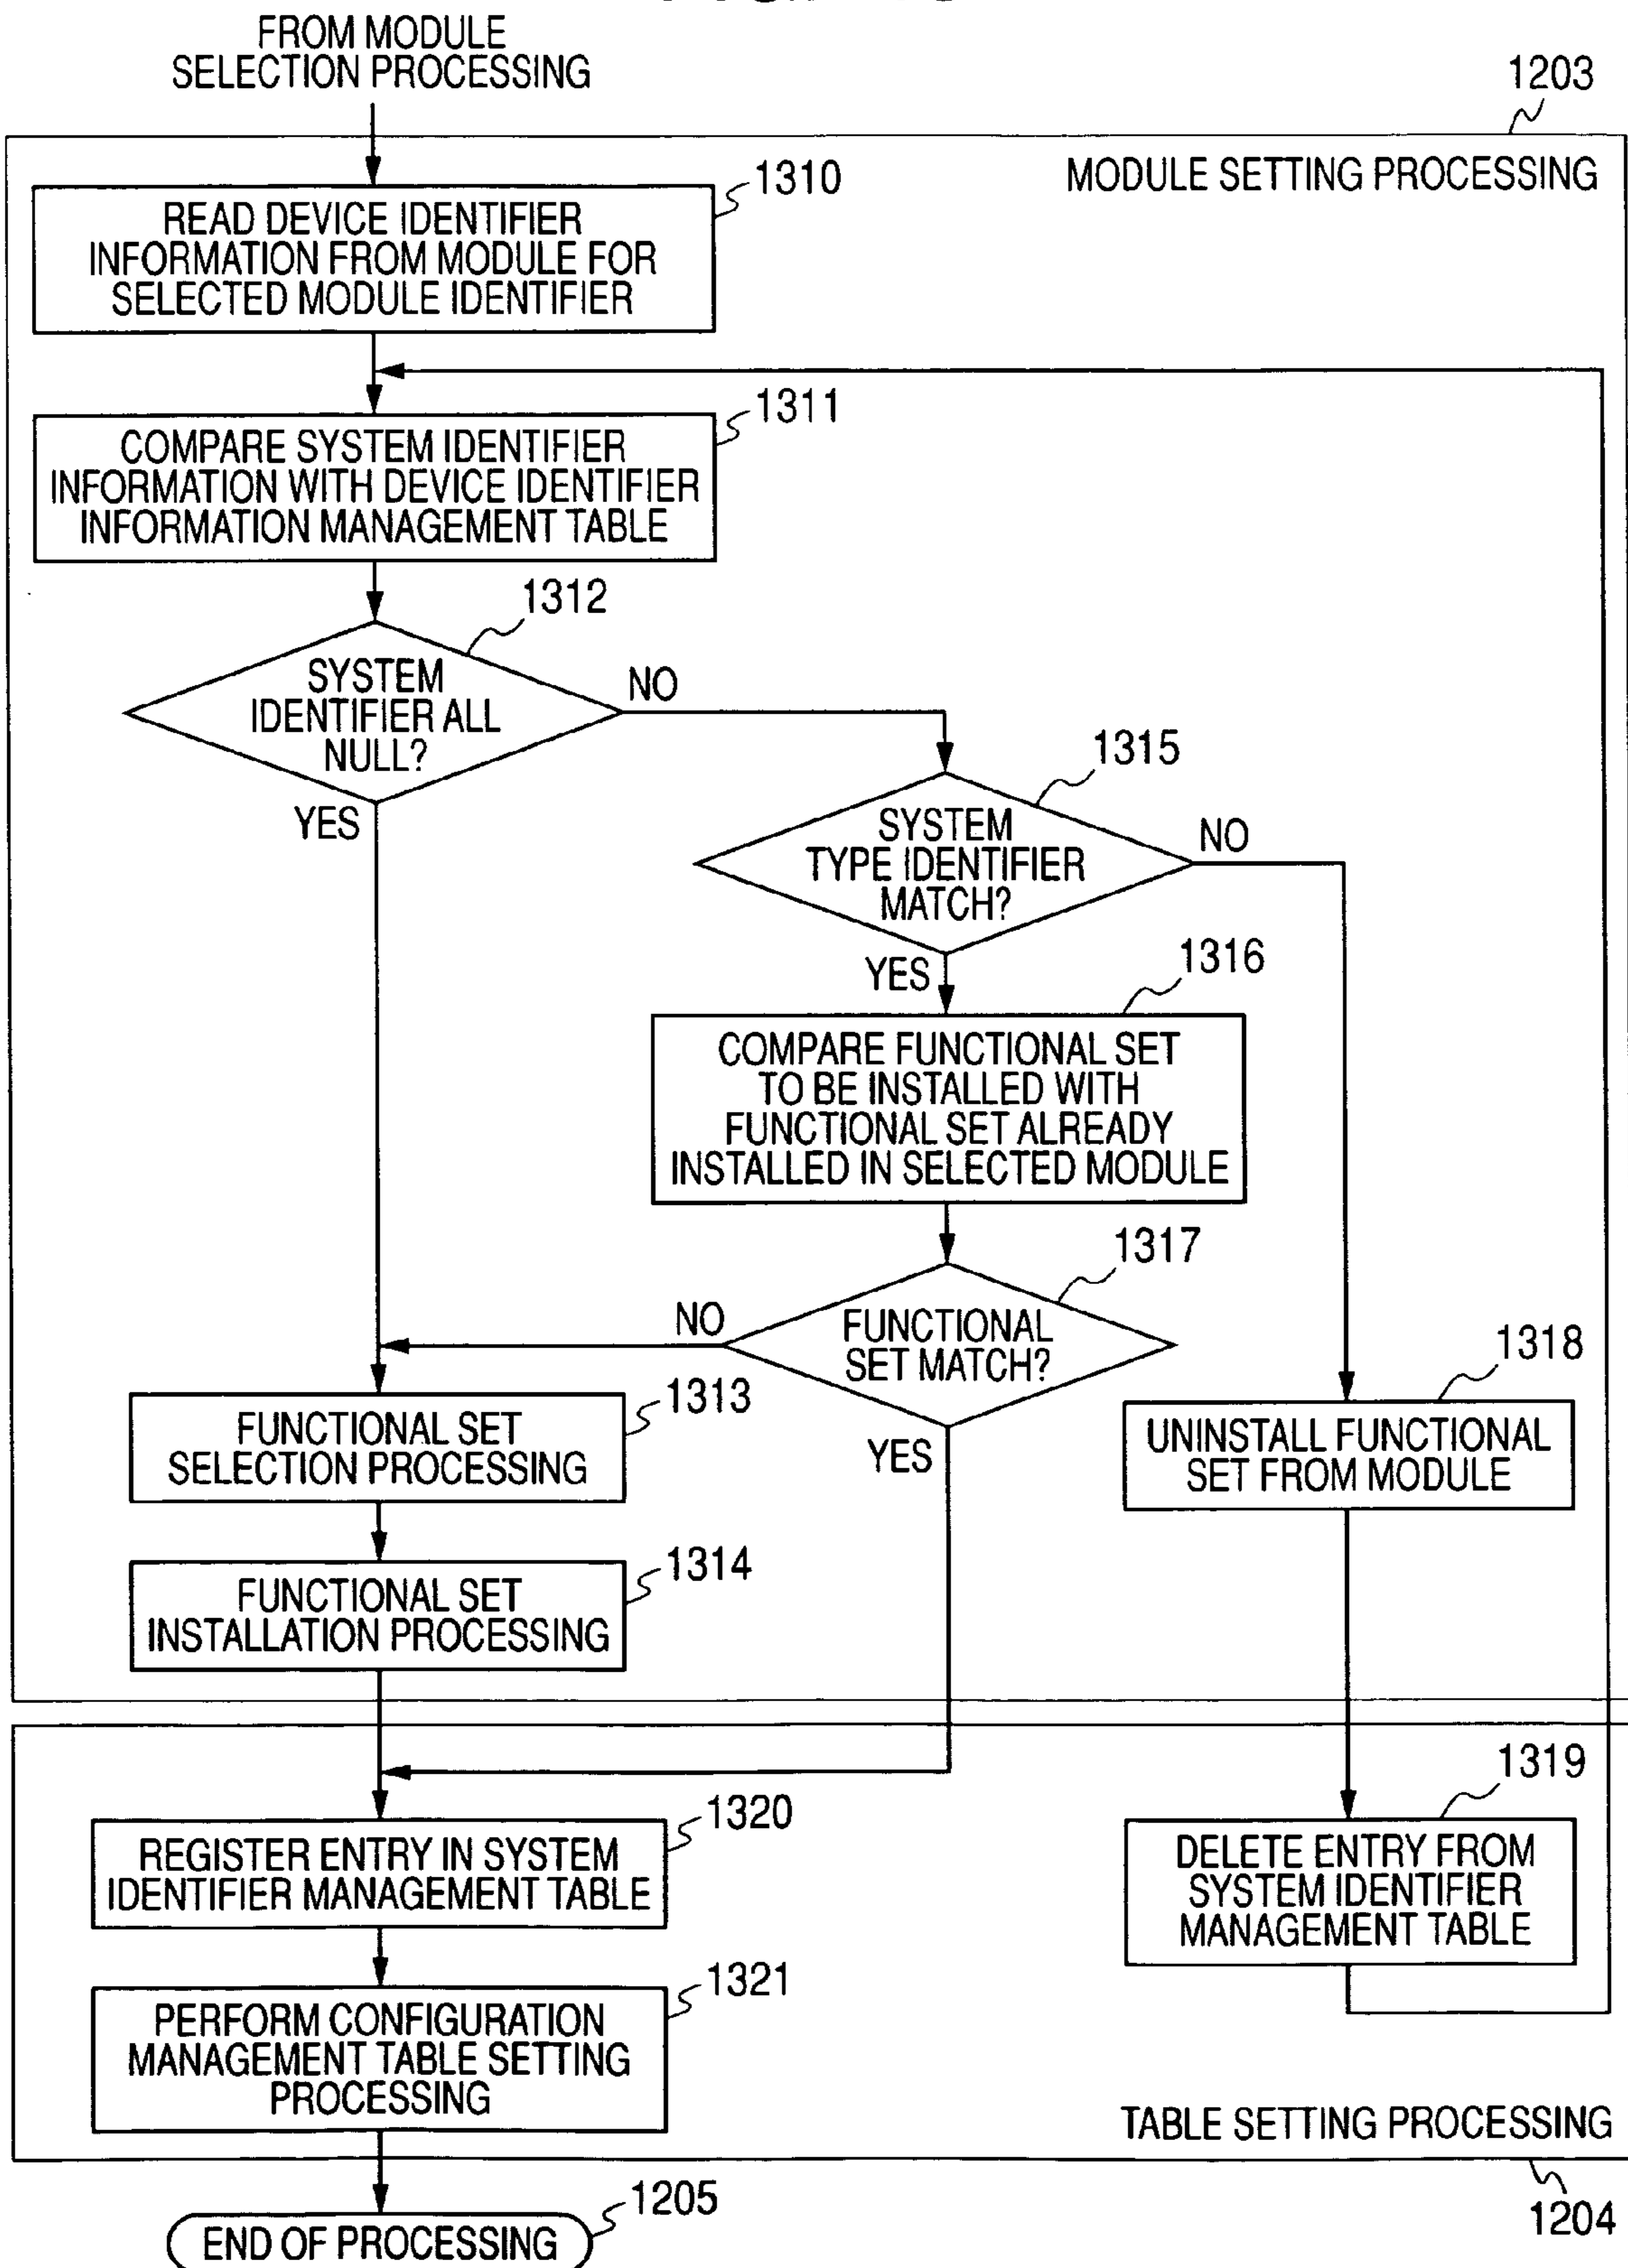 FROM MODULE
SELECTION PROCESSING
1203
MODULE SETTING PROCESSING
1310
READ DEVICE IDENTIFIER
INFORMATION FROM MODULE FOR
SELECTED MODULE IDENTIFIER
1311
COMPARE SYSTEM IDENTIFIER
INFORMATION WITH DEVICE IDENTIFIER
INFORMATION MANAGEMENT TABLE
1312
SYSTEM
IDENTIFIER ALL
NULL?
NO
YES
1315
SYSTEM
TYPE IDENTIFIER
MATCH?
NO
YES
1316
COMPARE FUNCTIONAL SET
TO BE INSTALLED WITH
FUNCTIONAL SET ALREADY
INSTALLED IN SELECTED MODULE
1317
FUNCTIONAL
SET MATCH?
NO
YES
1318
UNINSTALL FUNCTIONAL
SET FROM MODULE
1313
FUNCTIONAL SET
SELECTION PROCESSING
1314
FUNCTIONAL SET
INSTALLATION PROCESSING
1319
DELETE ENTRY FROM
SYSTEM IDENTIFIER
MANAGEMENT TABLE
1320
REGISTER ENTRY IN SYSTEM
IDENTIFIER MANAGEMENT TABLE
1321
PERFORM CONFIGURATION
MANAGEMENT TABLE SETTING
PROCESSING
TABLE SETTING PROCESSING
1204
1205
END OF PROCESSING